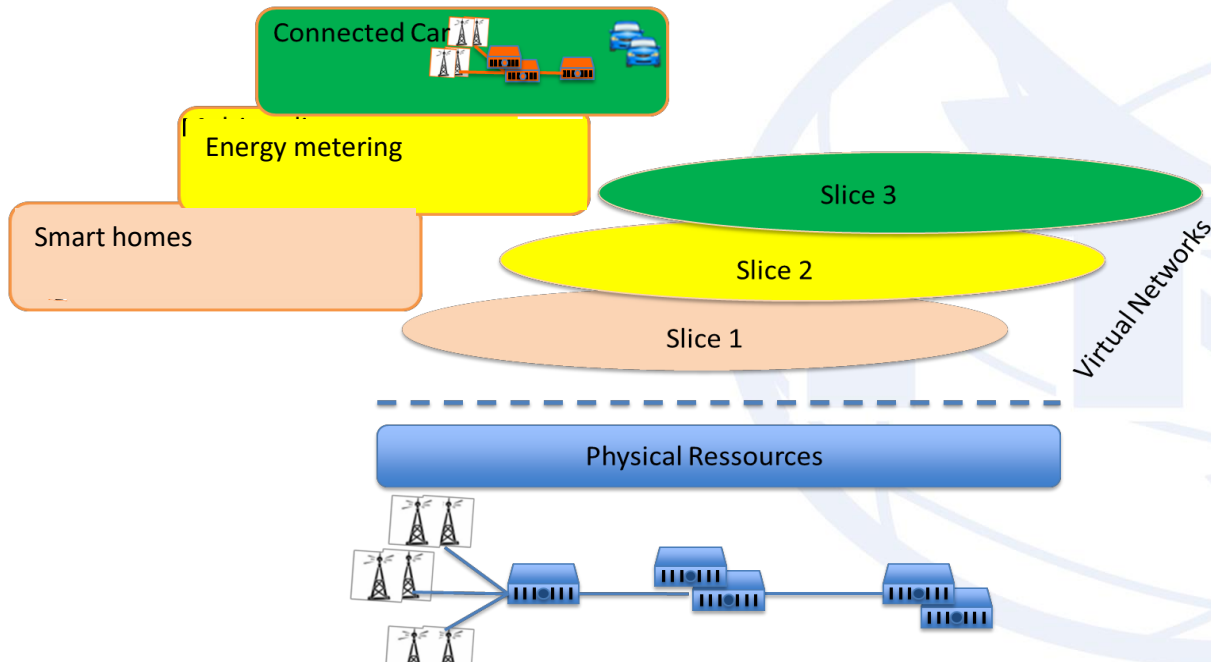 Connected Car
Energy metering
Smart homes
Slice 3
Slice 2
Slice 1
Virtual Networks
Physical Ressources